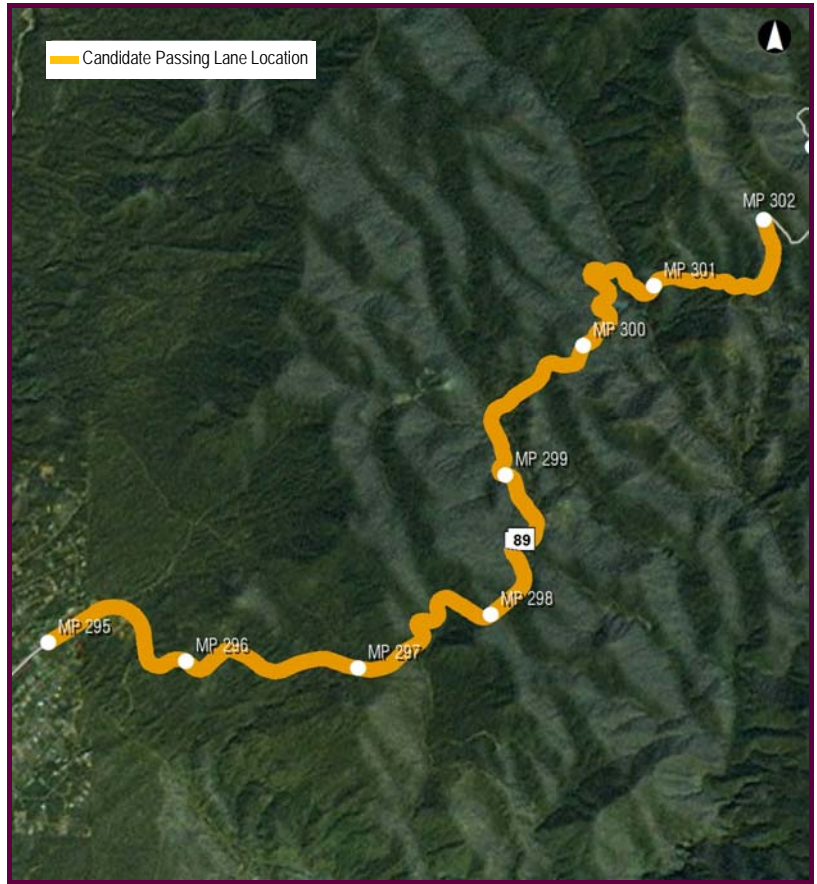 Candidate Passing Lane Location
MP 302
MP 301
MP 300
MP 299
89
MP 298
MP 295
MP 296
MP 297